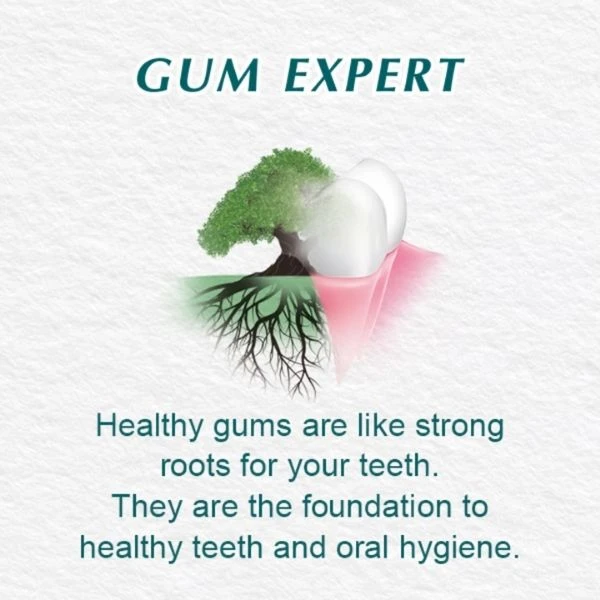 GUM EXPERT
Healthy gums are like strong
roots for your teeth.
They are the foundation to
healthy teeth and oral hygiene.